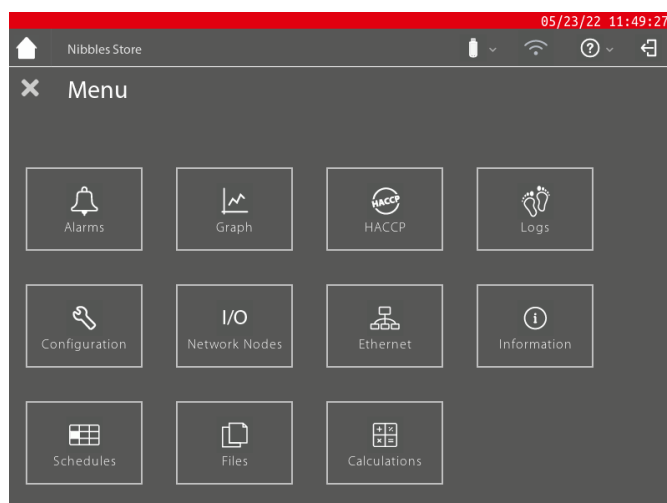 05/23/22 11:49:27
Nibbles Store
?
Menu
HACCP
Alarms
Graph
HACCP
Logs
I/O
i
Configuration
Network Nodes
Ethernet
Information
Schedules
Files
Calculations